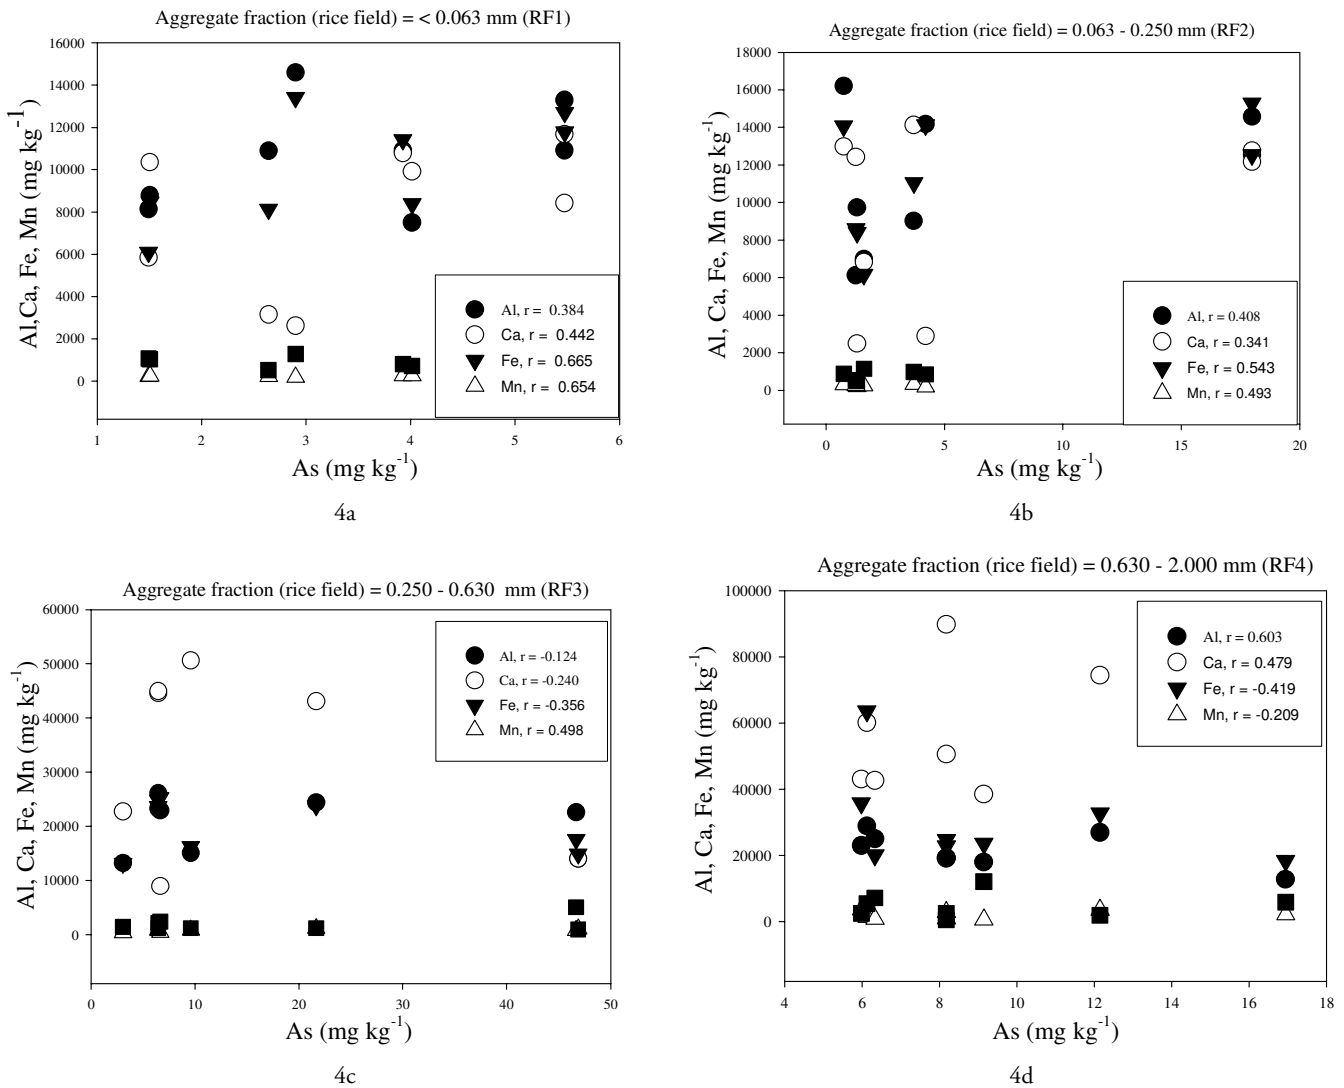 Aggregate fraction (rice field) = < 0.063 mm (RF1)
Al,Ca, Fe, Mn (mg kg-1)
16000
14000
12000
10000
8000
6000
4000
2000
0
Al, r = 0.384
Ca, r = 0.442
Fe, r = 0.665
Mn, r = 0.654
1 2 3 4 5 6
As (mg kg-1)
4a
Aggregate fraction (rice field) = 0.063 - 0.250 mm (RF2)
Al, Ca, Fe, Mn (mg kg-1)
18000
16000
14000
12000
10000
8000
6000
4000
2000
0
Al, r = 0.408
Ca, r = 0.341
Fe, r = 0.543
Mn, r = 0.493
0 5 10 15 20
As (mg kg-1)
4b
Aggregate fraction (rice field) = 0.250 - 0.630 mm (RF3)
Al, Ca, Fe, Mn (mg kg-1)
60000
50000
40000
30000
20000
10000
0
Al, r = -0.124
Ca, r = -0.240
Fe, r = -0.356
Mn, r = 0.498
0 10 20 30 40 50
As (mg kg-1)
4c
Aggregate fraction (rice field) = 0.630 - 2.000 mm (RF4)
Al, Ca, Fe, Mn (mg kg-1)
100000
80000
60000
40000
20000
0
Al, r = 0.603
Ca, r = 0.479
Fe, r = -0.419
Mn, r = -0.209
4 6 8 10 12 14 16 18
As (mg kg-1)
4d